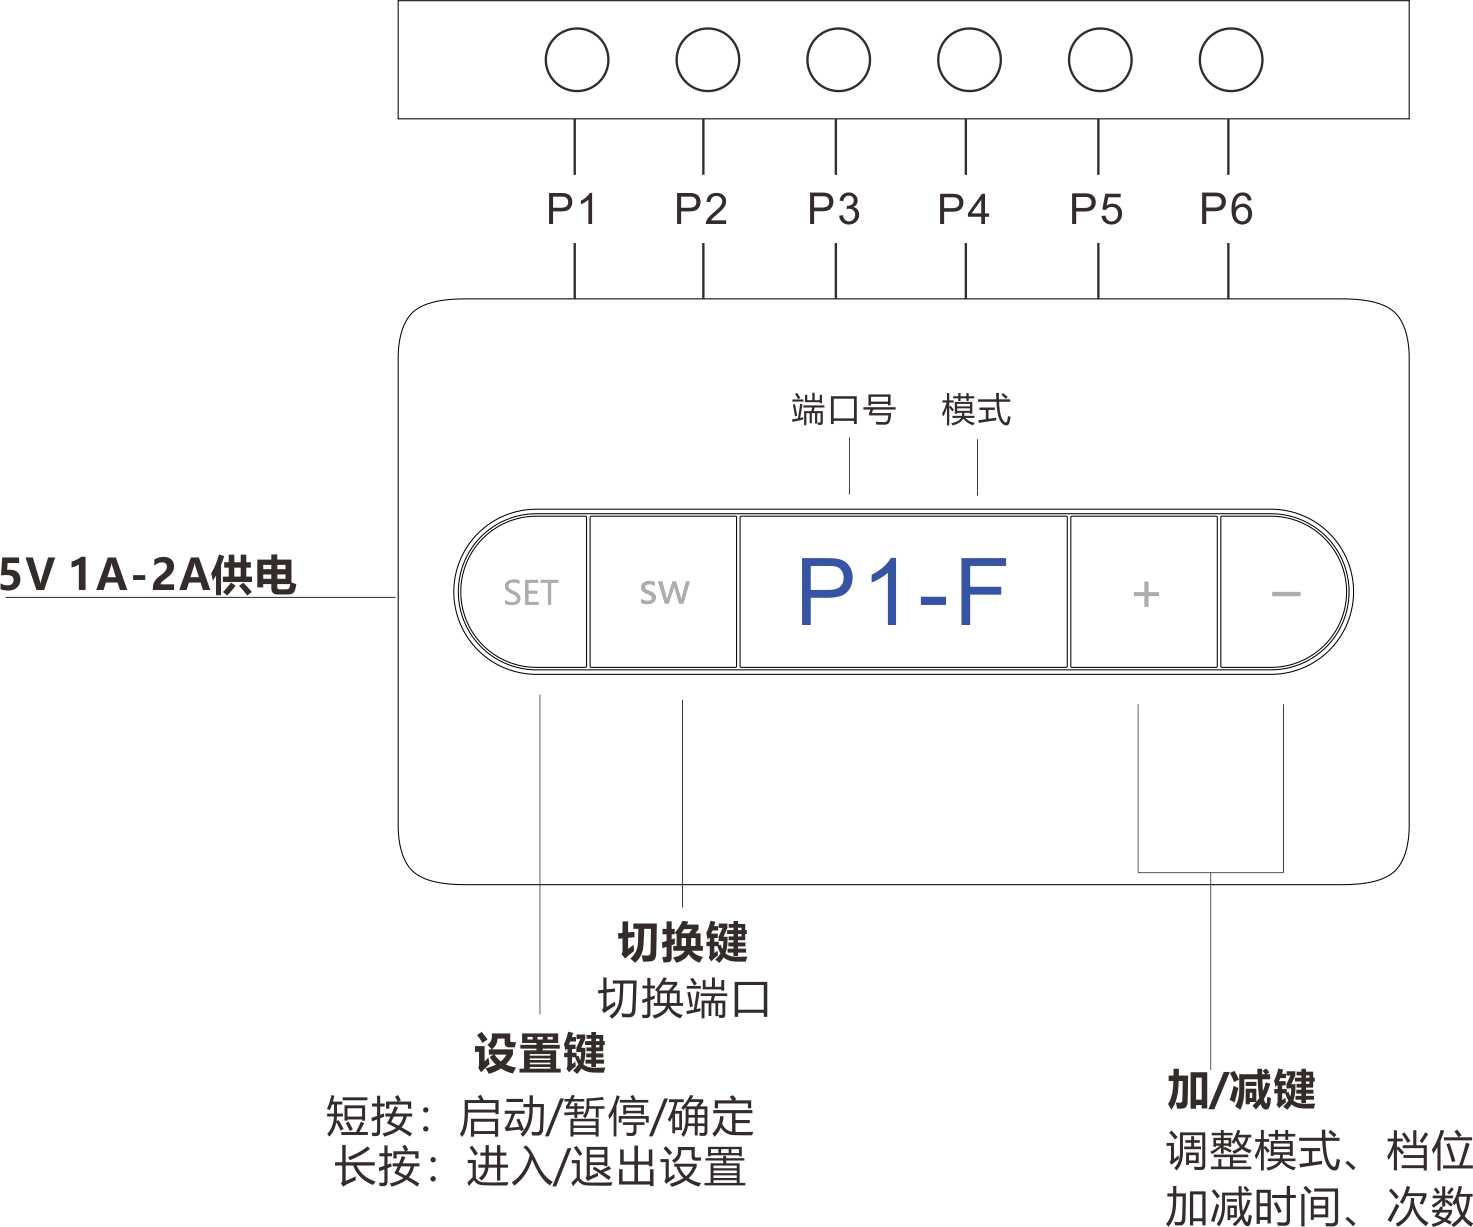 P1 P2 P3 P4 P5 P6
端口号 模式
5V 1A-2A供电
SET SW P1-F + −
切换键
切换端口
设置键
短按：启动/暂停/确定
长按：进入/退出设置
加/减键
调整模式、档位
加减时间、次数